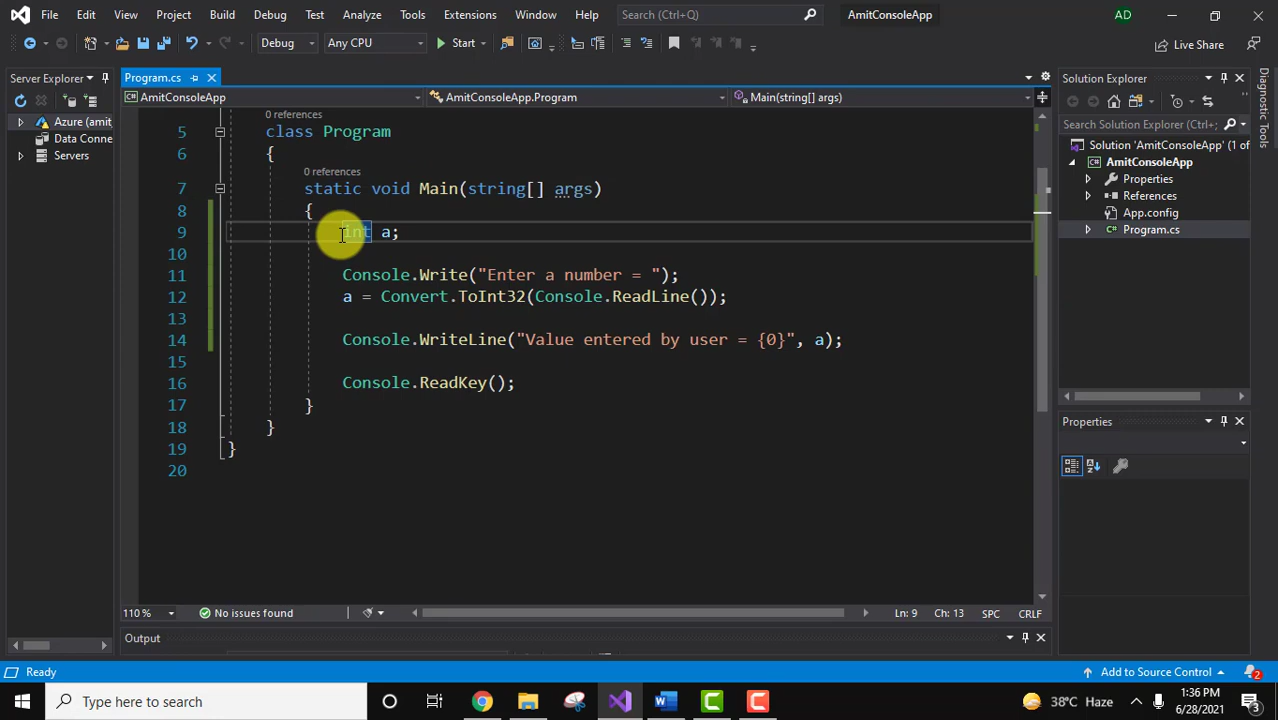 File Edit View Project Build Debug Test Analyze Tools Extensions Window Help Search (Ctrl+Q) AmitConsoleApp AD
Debug Any CPU Start Live Share
Server Explorer
Azure (amit
Data Conne
Servers
Program.cs
AmitConsoleApp AmitConsoleApp.Program Main(string[] args)
0 references
5 class Program
6 {
0 references
7 static void Main(string[] args)
8 {
9 int a;
10
11 Console.Write("Enter a number = ");
12 a = Convert.ToInt32(Console.ReadLine());
13
14 Console.WriteLine("Value entered by user = {0}", a);
15
16 Console.ReadKey();
17 }
18 }
19 }
20
110 % No issues found Ln: 9 Ch: 13 SPC CRLF
Output
Solution Explorer
Search Solution Explorer (Ctrl+;
Solution 'AmitConsoleApp' (1 of
AmitConsoleApp
Properties
References
App.config
Program.cs
Properties
Diagnostic Tools
Ready Add to Source Control 2
Type here to search 38°C Haze 1:36 PM
6/28/2021 3